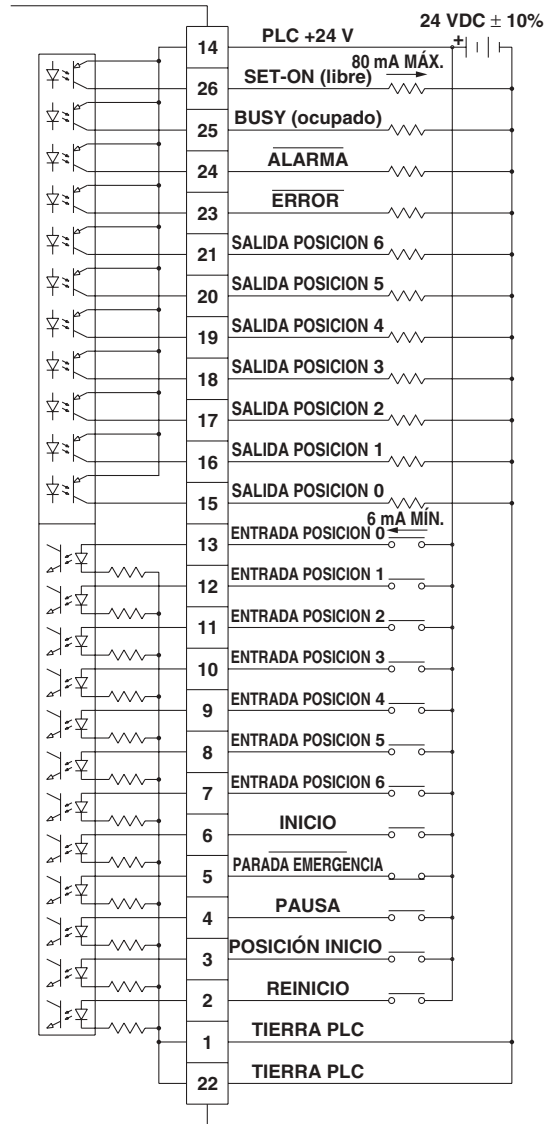 24 VDC ± 10%
14 PLC +24 V +
80 mA MÁX.
26 SET-ON (libre)
25 BUSY (ocupado)
24 ALARMA
23 ERROR
21 SALIDA POSICION 6
20 SALIDA POSICION 5
19 SALIDA POSICION 4
18 SALIDA POSICION 3
17 SALIDA POSICION 2
16 SALIDA POSICION 1
15 SALIDA POSICION 0
6 mA MÍN.
13 ENTRADA POSICION 0
12 ENTRADA POSICION 1
11 ENTRADA POSICION 2
10 ENTRADA POSICION 3
9 ENTRADA POSICION 4
8 ENTRADA POSICION 5
7 ENTRADA POSICION 6
6 INICIO
5 PARADA EMERGENCIA
4 PAUSA
3 POSICIÓN INICIO
2 REINICIO
1 TIERRA PLC
22 TIERRA PLC